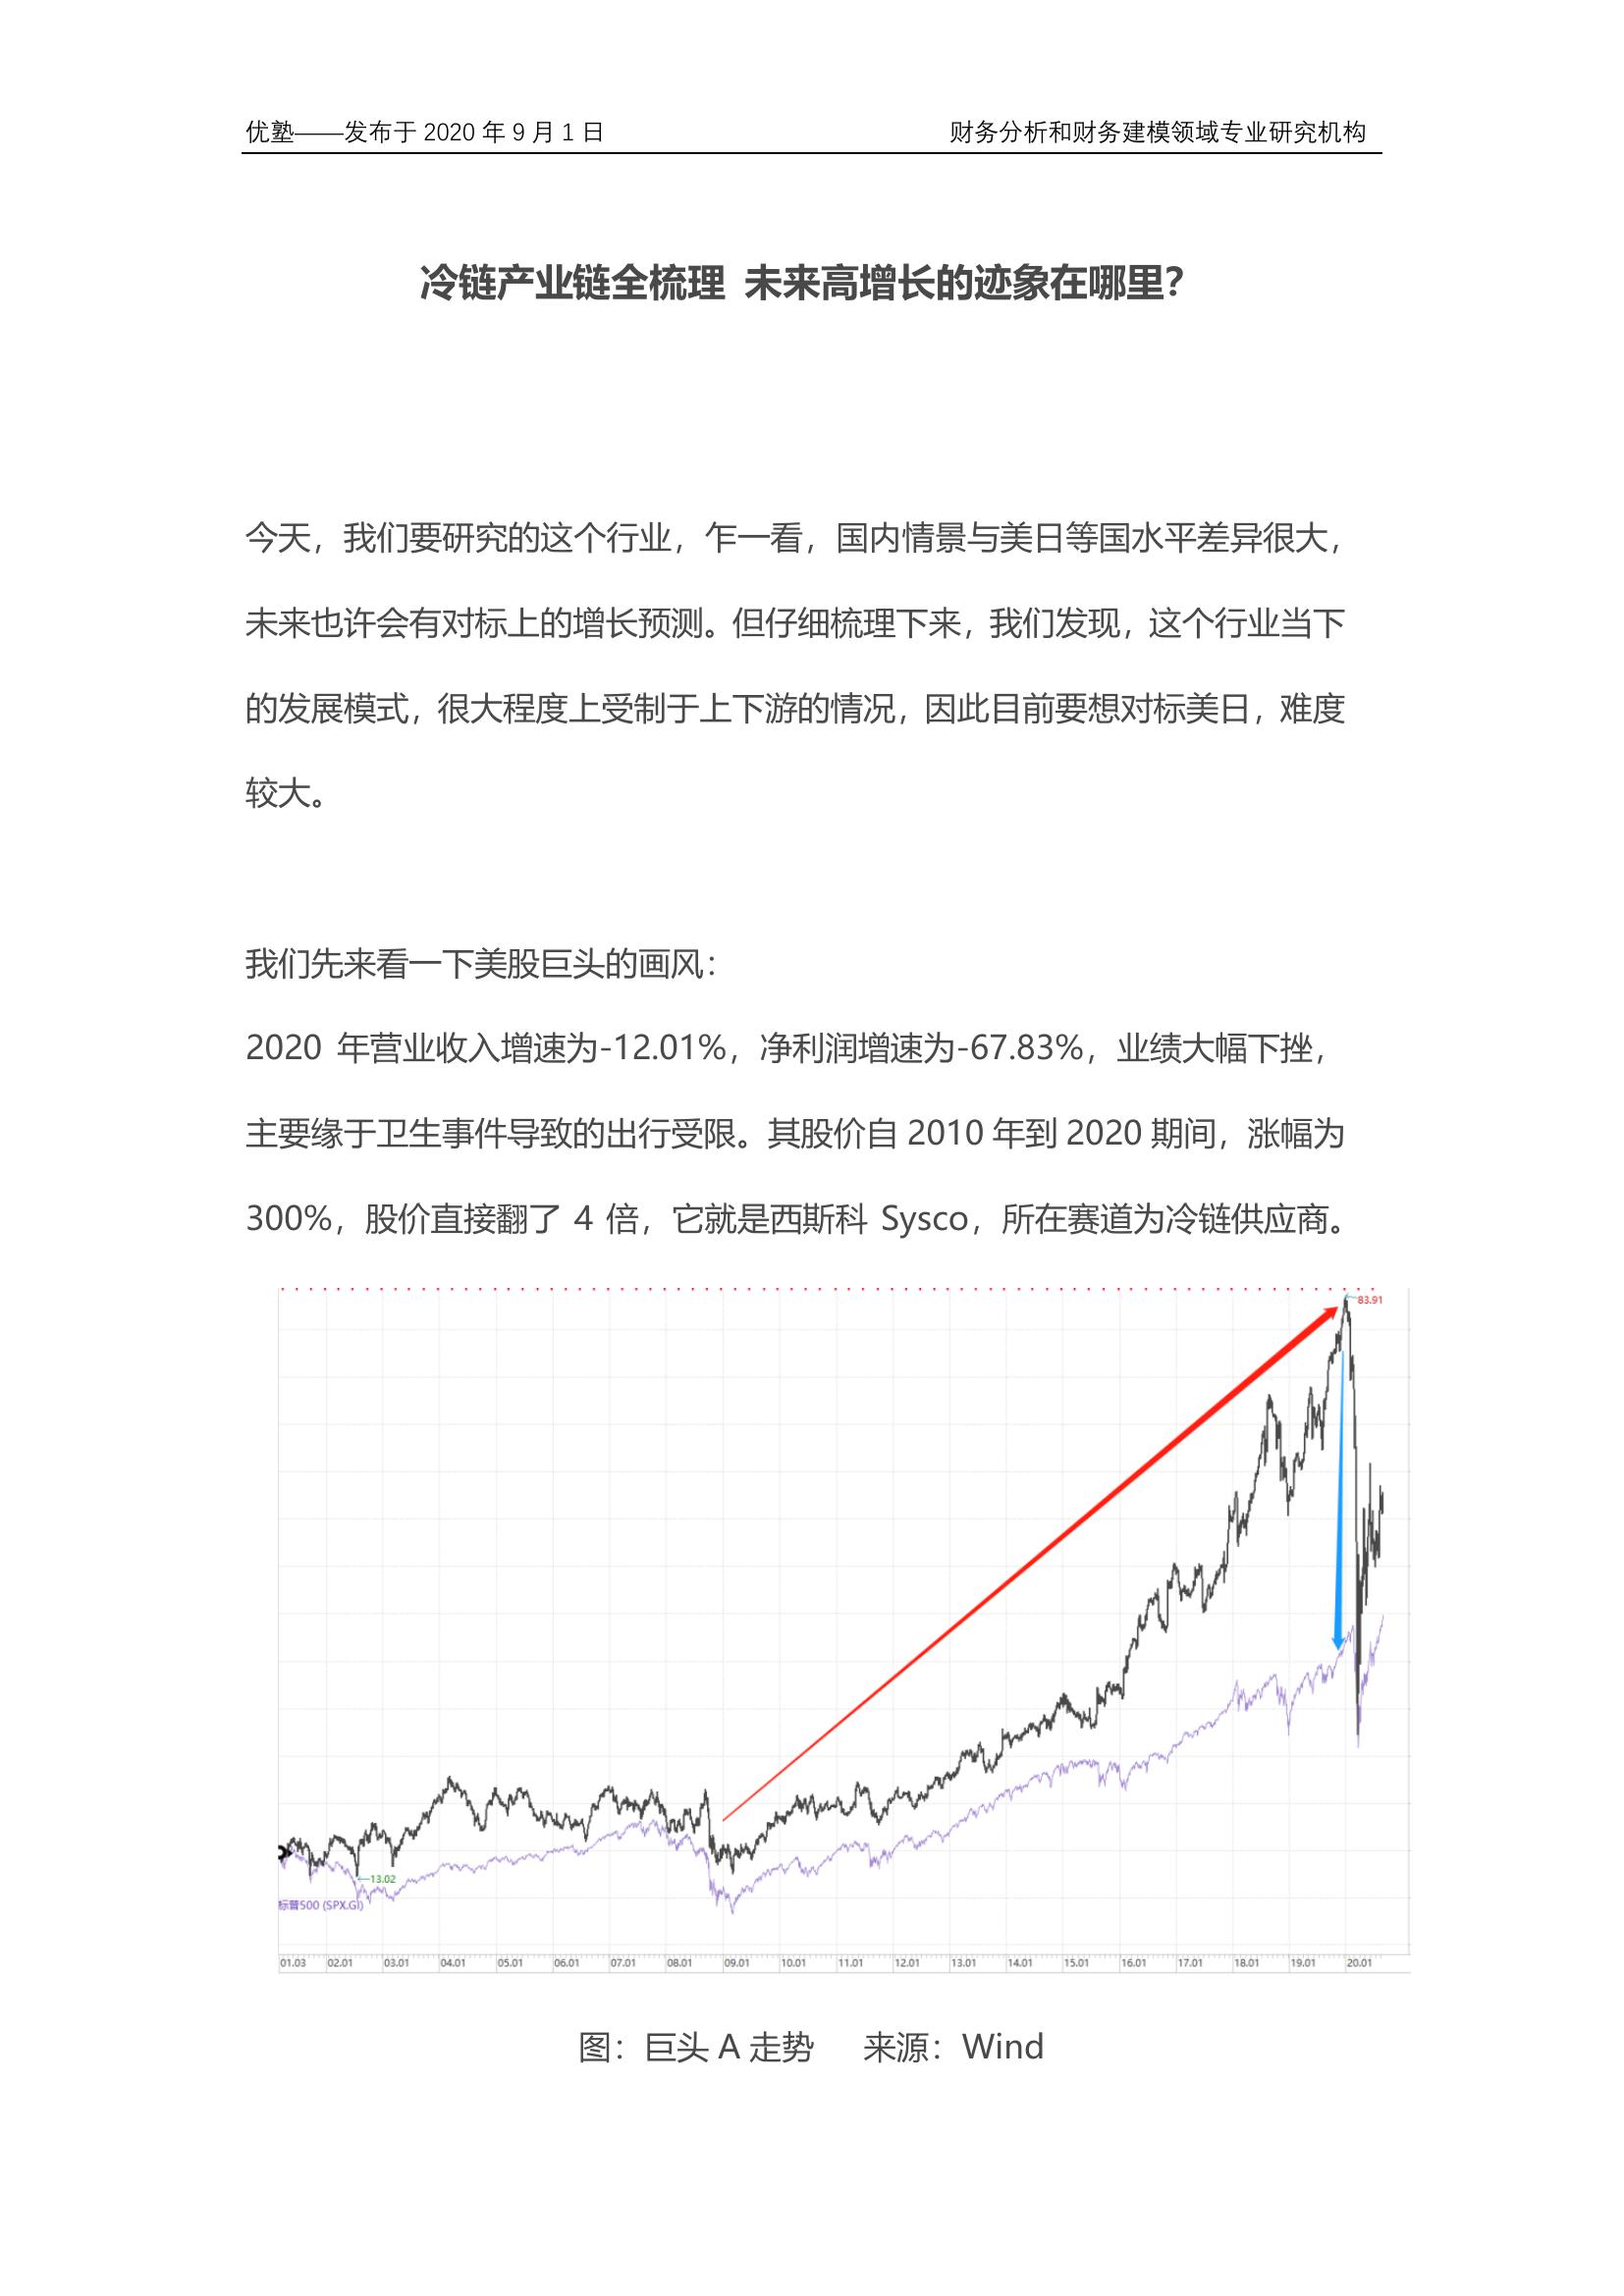 优塾——发布于 2020 年 9 月 1 日 财务分析和财务建模领域专业研究机构
冷链产业链全梳理 未来高增长的迹象在哪里？
今天，我们要研究的这个行业，乍一看，国内情景与美日等国水平差异很大，
未来也许会有对标上的增长预测。但仔细梳理下来，我们发现，这个行业当下
的发展模式，很大程度上受制于上下游的情况，因此目前要想对标美日，难度
较大。
我们先来看一下美股巨头的画风：
2020 年营业收入增速为-12.01%，净利润增速为-67.83%，业绩大幅下挫，
主要缘于卫生事件导致的出行受限。其股价自 2010 年到 2020 期间，涨幅为
300%，股价直接翻了 4 倍，它就是西斯科 Sysco，所在赛道为冷链供应商。
83.91
13.02
标普500 (SPX.GI)
01.03 02.01 03.01 04.01 05.01 06.01 07.01 08.01 09.01 10.01 11.01 12.01 13.01 14.01 15.01 16.01 17.01 18.01 19.01 20.01
图：巨头 A 走势 来源：Wind